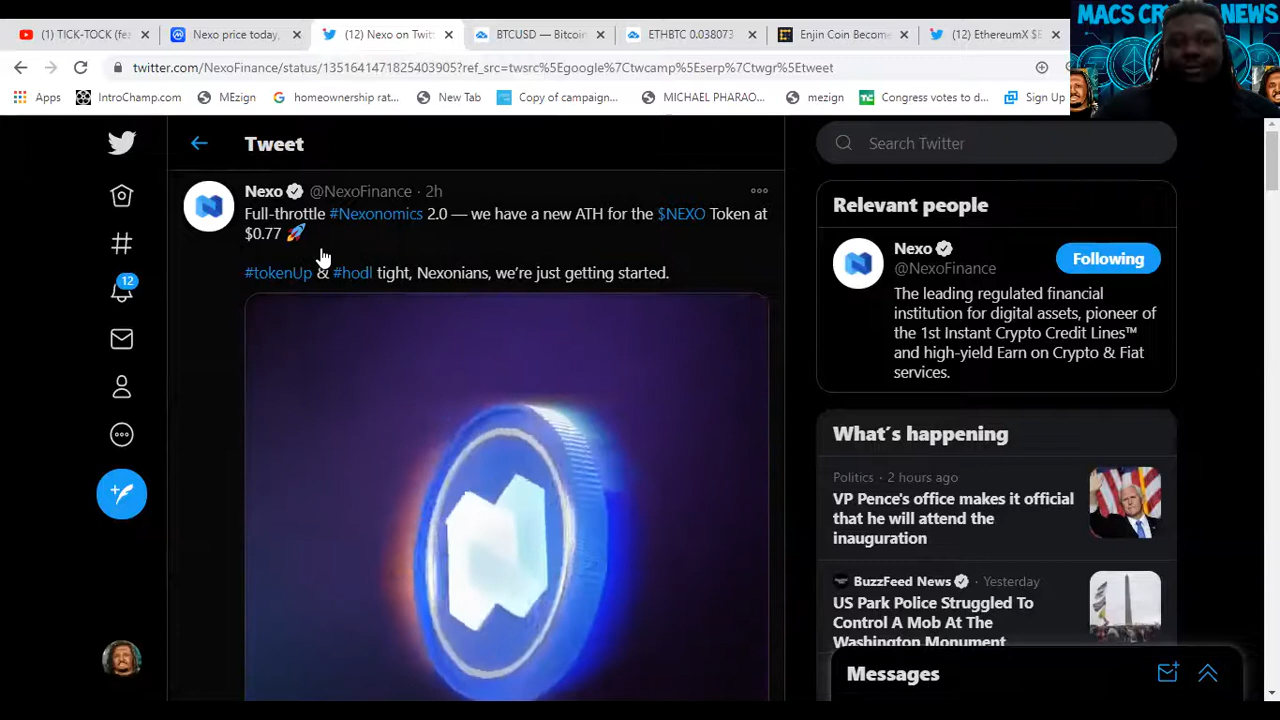 MACS CRYPTO NEWS
(1) TICK-TOCK (fea
Nexo price today,
(12) Nexo on Twitt
BTCUSD — Bitcoin
ETHBTC 0.038073
Enjin Coin Become
(12) EthereumX $E
twitter.com/NexoFinance/status/1351641471825403905?ref_src=twsrc%5Egoogle%7Ctwcamp%5Eserp%7Ctwgr%5Etweet
Apps
IntroChamp.com
MEzign
homeownership rat...
New Tab
Copy of campaign...
MICHAEL PHARAO...
mezign
Congress votes to d...
Sign Up
Tweet
Search Twitter
Nexo @NexoFinance · 2h
Full-throttle #Nexonomics 2.0 — we have a new ATH for the $NEXO Token at
$0.77 🚀
#tokenUp & #hodl tight, Nexonians, we're just getting started.
12
Relevant people
Nexo
@NexoFinance
Following
The leading regulated financial
institution for digital assets, pioneer of
the 1st Instant Crypto Credit Lines™
and high-yield Earn on Crypto & Fiat
services.
What's happening
Politics · 2 hours ago
VP Pence's office makes it official
that he will attend the
inauguration
BuzzFeed News · Yesterday
US Park Police Struggled To
Control A Mob At The
Washington Monument
Messages